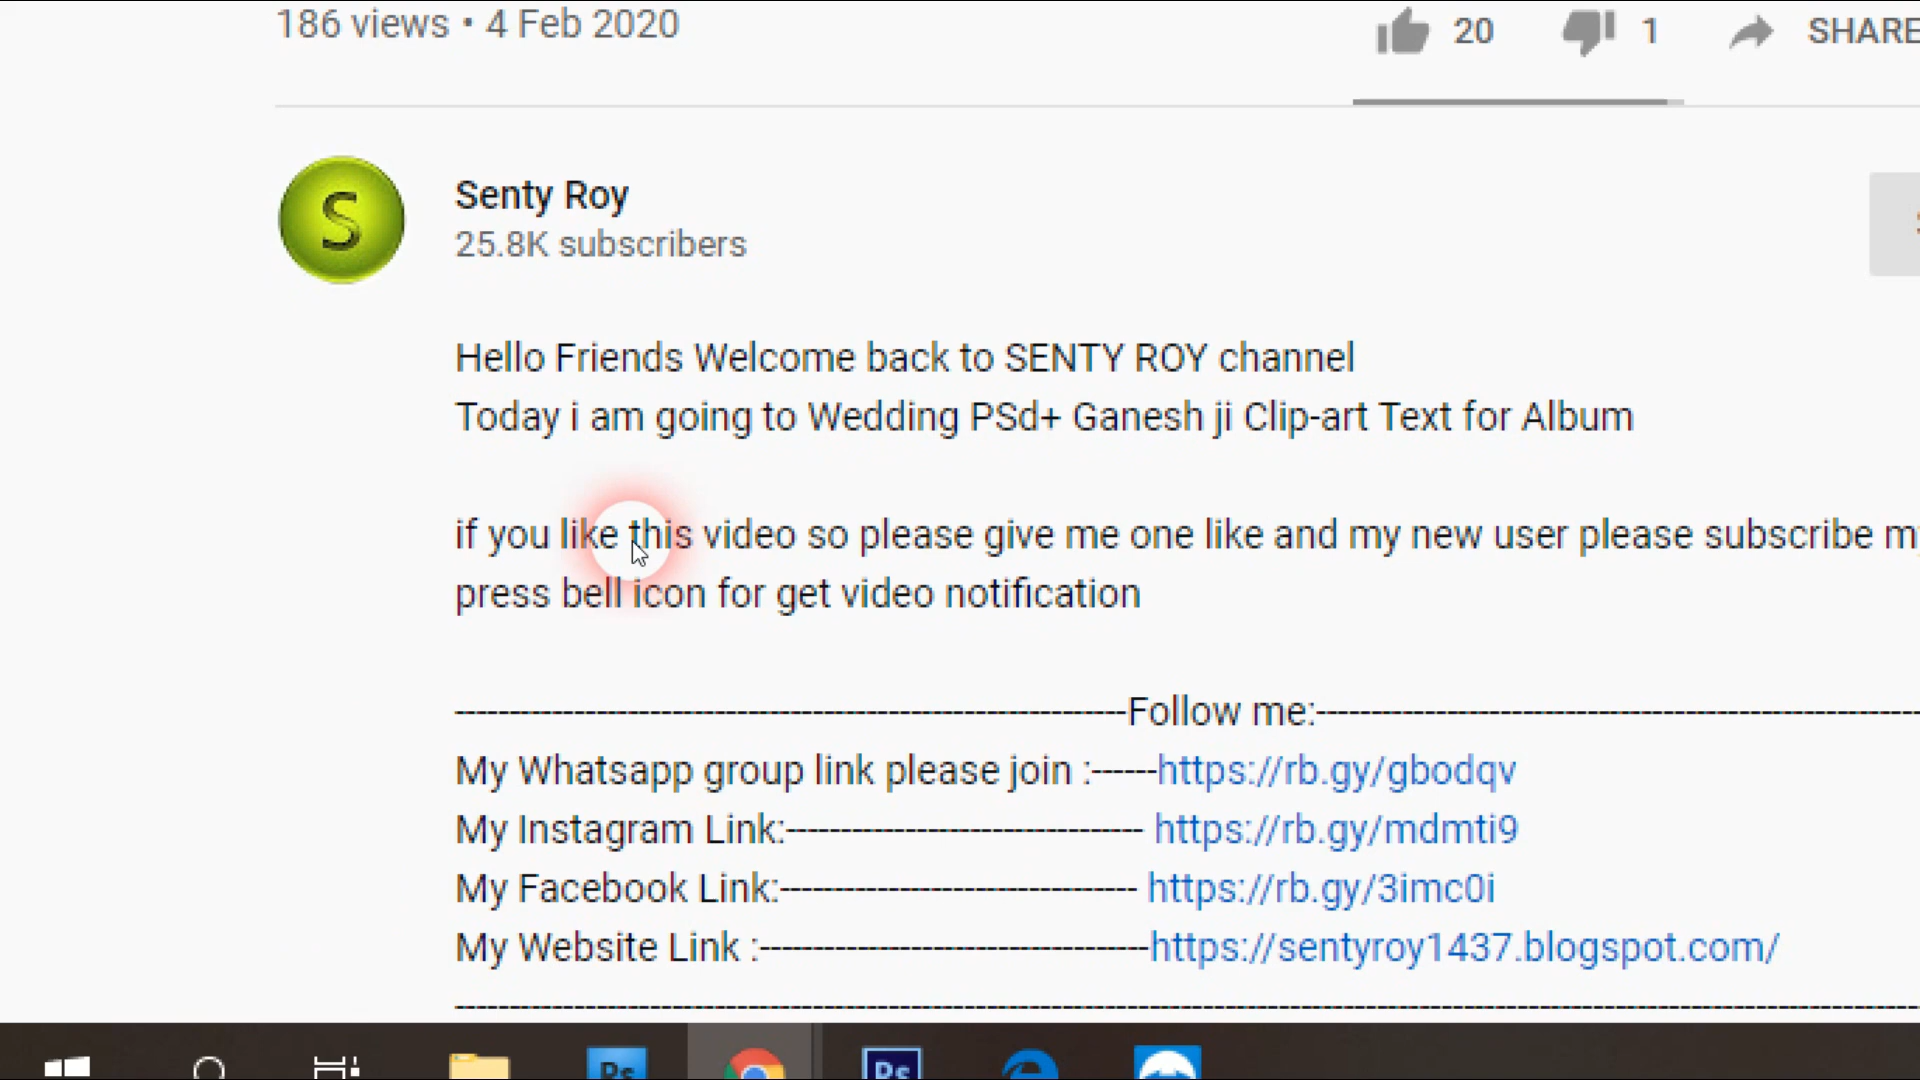 186 views • 4 Feb 2020
20
1
SHARE
S
Senty Roy
25.8K subscribers
Hello Friends Welcome back to SENTY ROY channel
Today i am going to Wedding PSd+ Ganesh ji Clip-art Text for Album
if you like this video so please give me one like and my new user please subscribe
press bell icon for get video notification
-------------------------------------------------------Follow me:-------------------------------------------------
My Whatsapp group link please join :------https://rb.gy/gbodqv
My Instagram Link:------------------------------ https://rb.gy/mdmti9
My Facebook Link:------------------------------ https://rb.gy/3imc0i
My Website Link :--------------------------------https://sentyroy1437.blogspot.com/
Ps
Ps